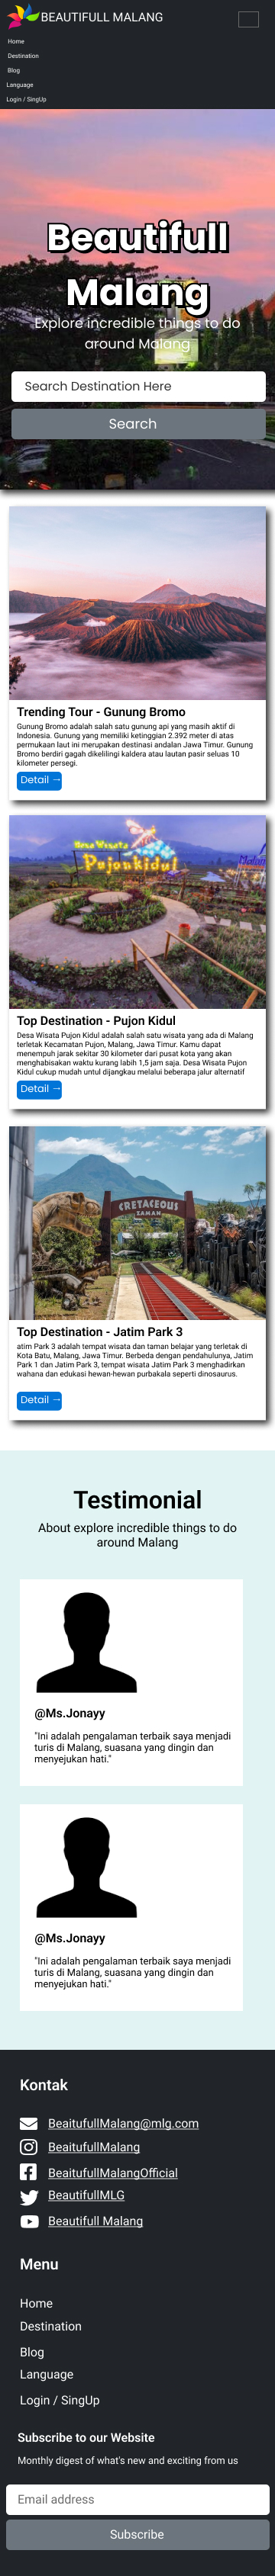 BEAUTIFULL MALANG
Home
Destination
Blog
Language
Login / SingUp
Beautifull
Malang
Explore incredible things to do
around Malang
Search Destination Here
Search
Trending Tour - Gunung Bromo
Gunung Bromo adalah salah satu gunung api yang masih aktif di
Indonesia. Gunung yang memiliki ketinggian 2.392 meter di atas
permukaan laut ini merupakan destinasi andalan Jawa Timur. Gunung
Bromo berdiri gagah dikelilingi kaldera atau lautan pasir seluas 10
kilometer persegi.
Detail →
Pujonkidul
Top Destination - Pujon Kidul
Desa Wisata Pujon Kidul adalah salah satu wisata yang ada di Malang
terletak Kecamatan Pujon, Malang, Jawa Timur. Kamu dapat
menempuh jarak sekitar 30 kilometer dari pusat kota yang akan
menghabiskan waktu kuang labih 1,5 jam saja. Desa Wisata Pujon
Kidul cukup mudah untul dijangkau melalui beberapa jalur alternatif
Detail →
CRETACEOUS
Top Destination - Jatim Park 3
atim Park 3 adalah tempat wisata dan taman belajar yang terletak di
Kota Batu, Malang, Jawa Timur. Berbeda dengan pendahulunya, Jatim
Park 1 dan Jatim Park 3, tempat wisata Jatim Park 3 menghadirkan
wahana dan edukasi hewan-hewan purbakala seperti dinosaurus.
Detail →
Testimonial
About explore incredible things to do
around Malang
@Ms.Jonayy
"Ini adalah pengalaman terbaik saya menjadi
turis di Malang, suasana yang dingin dan
menyejukan hati."
@Ms.Jonayy
"Ini adalah pengalaman terbaik saya menjadi
turis di Malang, suasana yang dingin dan
menyejukan hati."
Kontak
BeaitufullMalang@mlg.com
BeaitufullMalang
BeaitufullMalangOfficial
BeautifullMLG
Beautifull Malang
Menu
Home
Destination
Blog
Language
Login / SingUp
Subscribe to our Website
Monthly digest of what's new and exciting from us
Email address
Subscribe